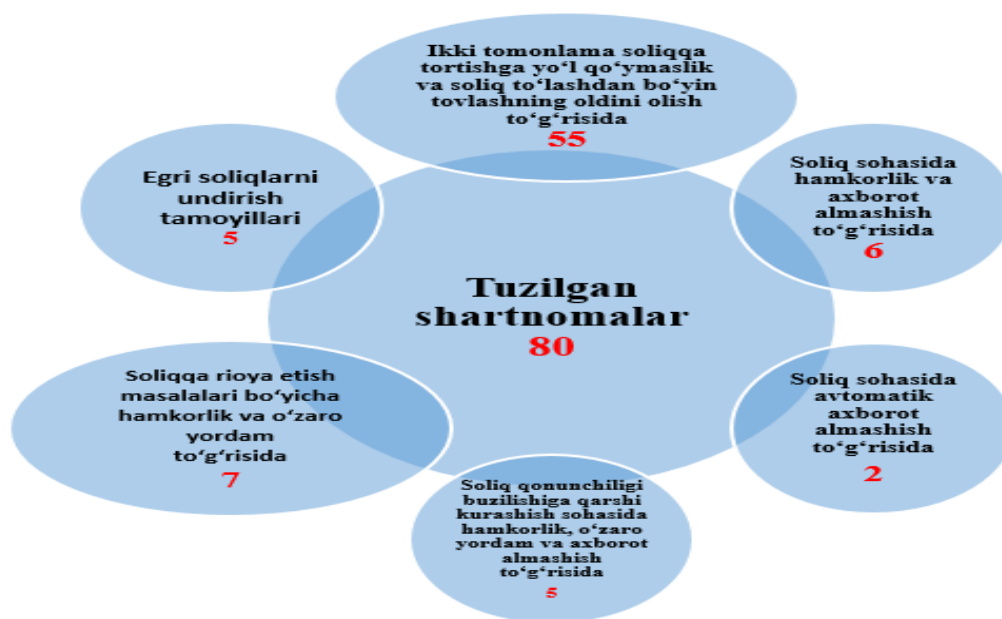 Ikki tomonlama soliqqa
tortishga yo‘l qo‘ymaslik
va soliq to‘lashdan bo‘yin
tovlashning oldini olish
to‘g‘risida
55
Soliq sohasida
hamkorlik va
axborot
almashish
to‘g‘risida
6
Soliq sohasida
avtomatik
axborot
almashish
to‘g‘risida
2
Soliq qonunchiligi
buzilishiga qarshi
kurashish sohasida
hamkorlik, o‘zaro
yordam va axborot
almashish
to‘g‘risida
5
Soliqqa rioya etish
masalalari bo‘yicha
hamkorlik va o‘zaro
yordam
to‘g‘risida
7
Egri soliqlarni
undirish
tamoyillari
5
Tuzilgan
shartnomalar
80